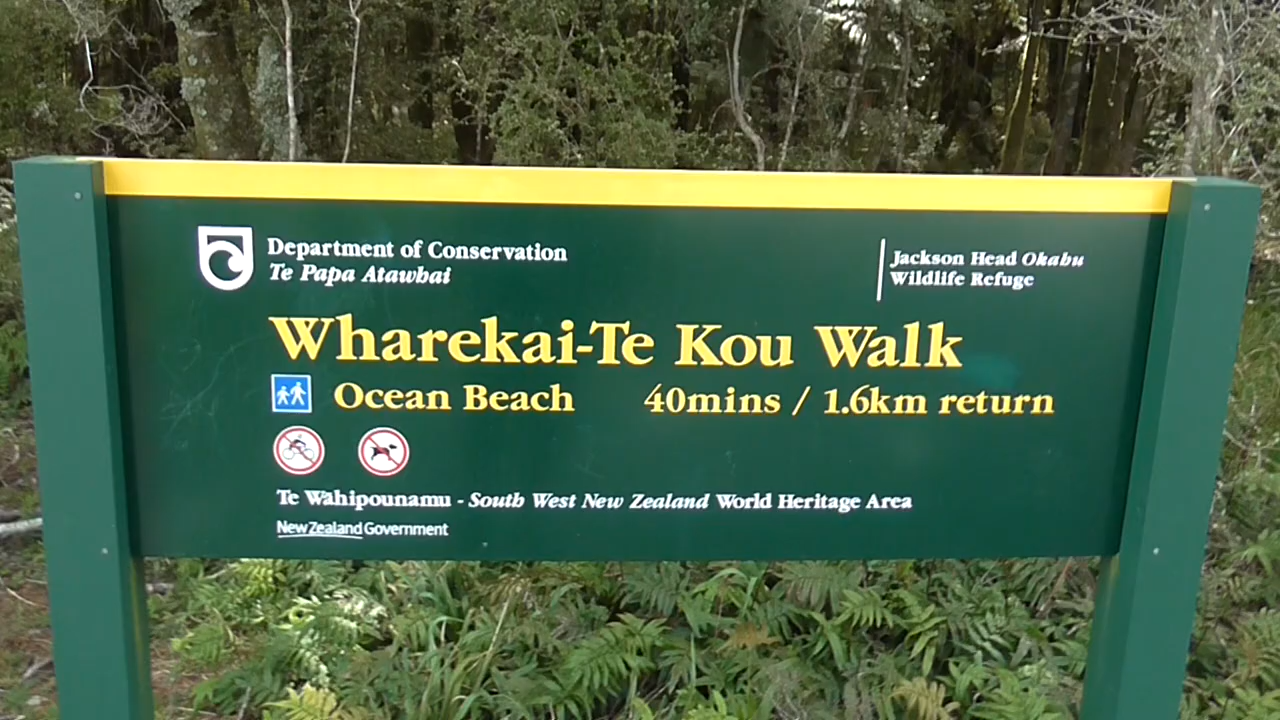 Department of Conservation
Te Papa Atawhai
Jackson Head Okahu
Wildlife Refuge
Wharekai-Te Kou Walk
Ocean Beach 40mins / 1.6km return
Te Wāhipounamu - South West New Zealand World Heritage Area
New Zealand Government